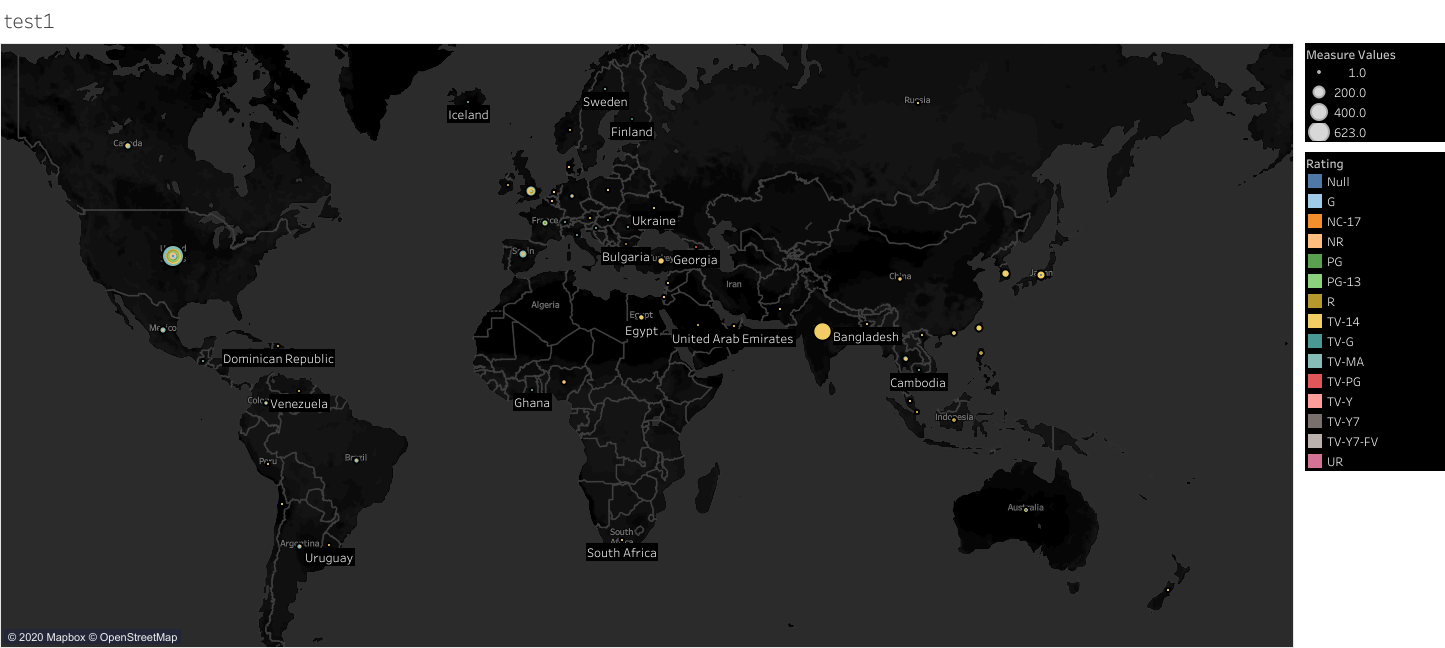 test1
Russia
Sweden
Iceland
Finland
Canada
France
Ukraine
Spain
Bulgaria
Georgia
China
Japan
Iran
Algeria
Egypt
Egypt
Mexico
United Arab Emirates
Bangladesh
Dominican Republic
Cambodia
Venezuela
Ghana
Indonesia
Brazil
Peru
Australia
South
Africa
Argentina
Uruguay
South Africa
© 2020 Mapbox © OpenStreetMap
Measure Values
1.0
200.0
400.0
623.0
Rating
Null
G
NC-17
NR
PG
PG-13
R
TV-14
TV-G
TV-MA
TV-PG
TV-Y
TV-Y7
TV-Y7-FV
UR